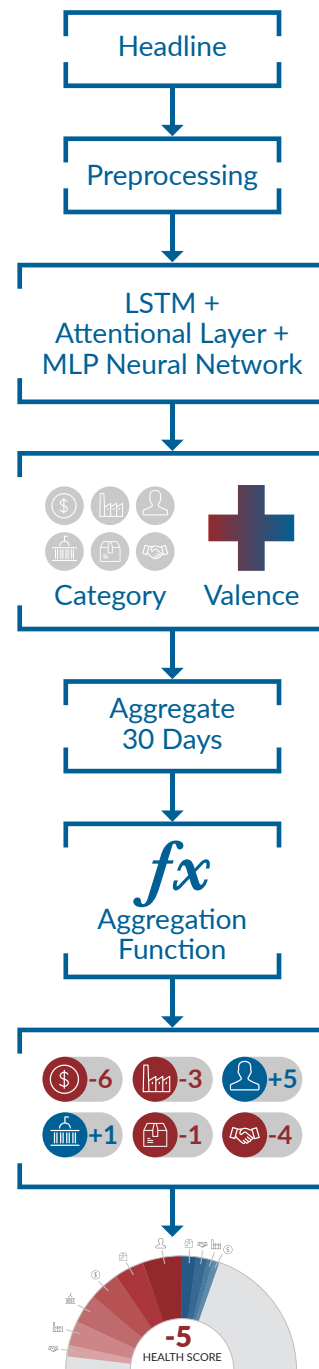 Headline
Preprocessing
LSTM +
Attentional Layer +
MLP Neural Network
$
Category Valence
Aggregate
30 Days
fx
Aggregation
Function
$ -6 -3 +5
+1 -1 -4
$ $
-5
HEALTH SCORE